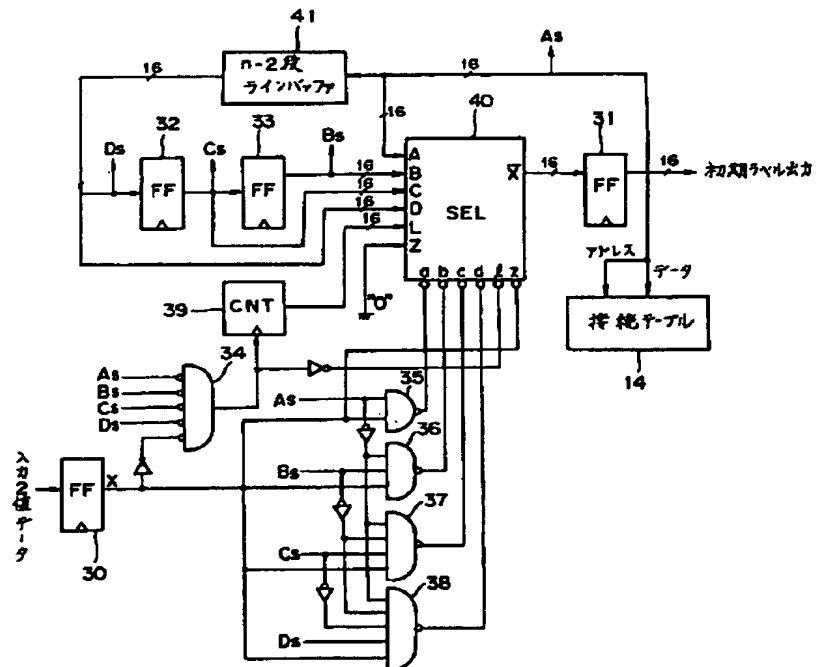 41
n-2段
ラインバッファ
16
16
As
16
32
33
40
31
Ds
Cs
Bs
FF
FF
16
16
16
16
A
B
C
D
L
Z
SEL
X̅
16
FF
16
初期ラベル出力
a b c d ℓ z
アドレス
データ
39
CNT
"0"
接続テーブル
14
34
As
Bs
Cs
Ds
As
35
Bs
36
入力2値データ
FF
X
30
Cs
37
38
Ds